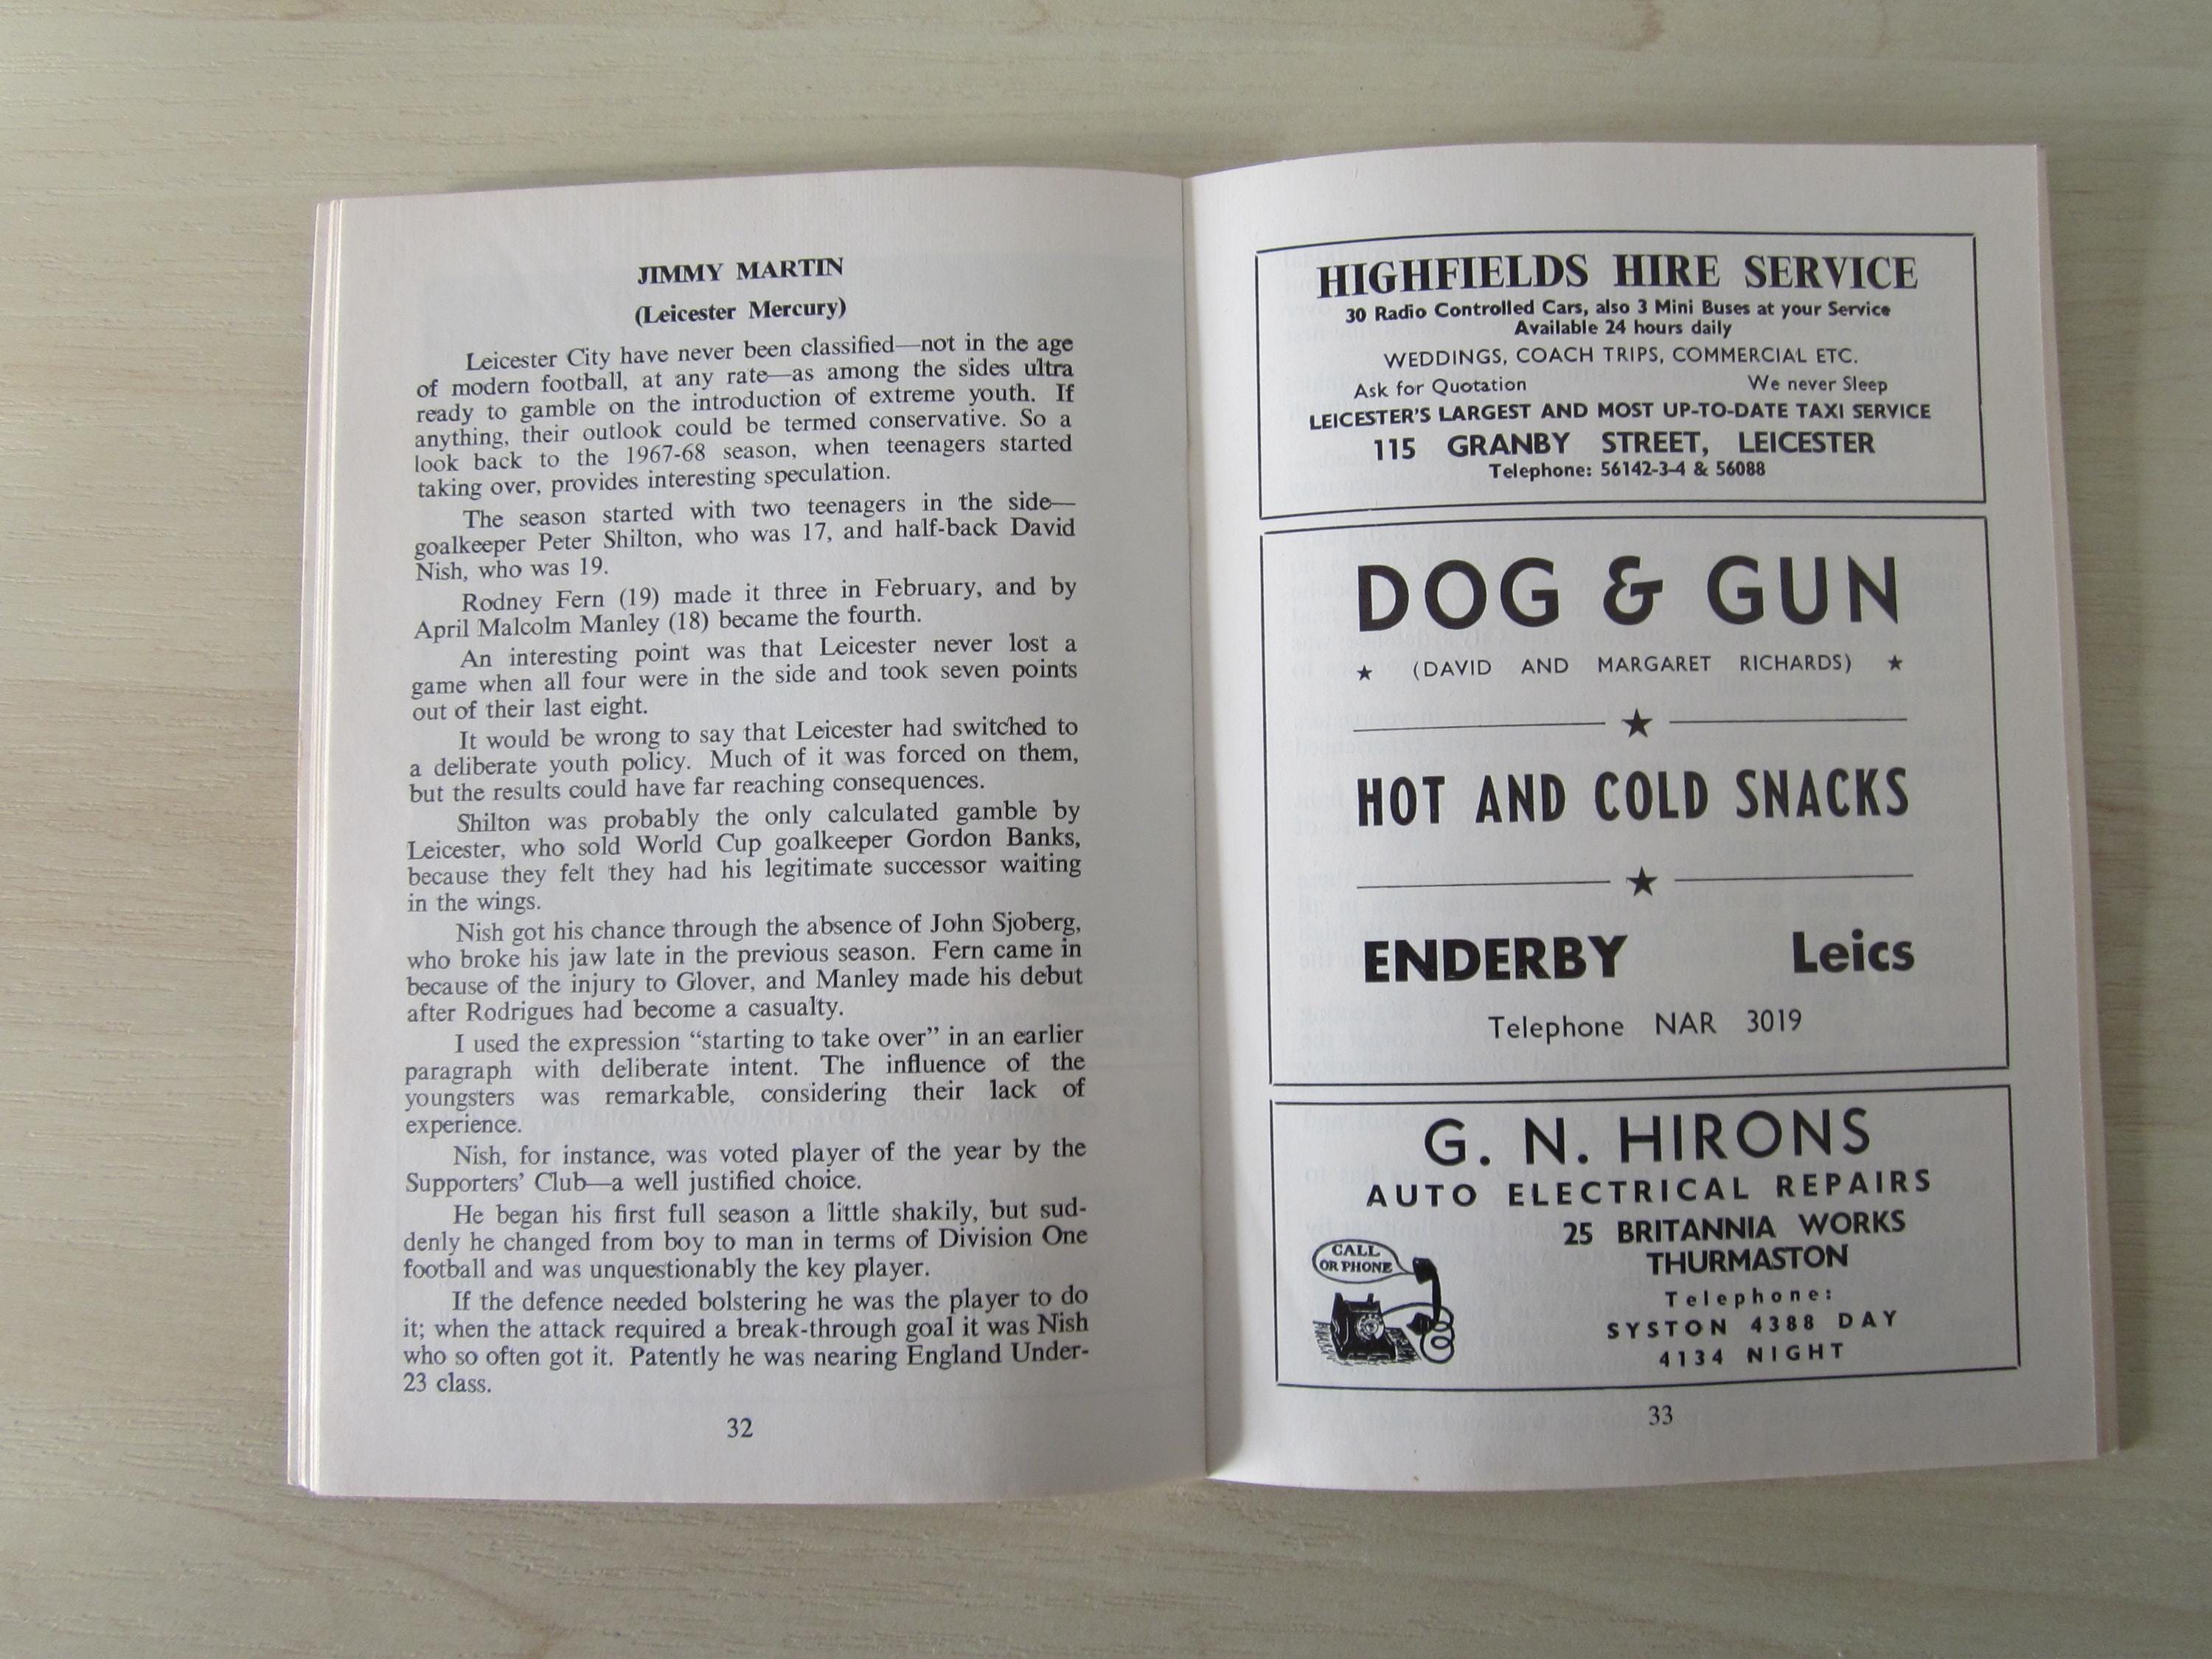 JIMMY MARTIN
(Leicester Mercury)
Leicester City have never been classified—not in the age
of modern football, at any rate—as among the sides ultra
ready to gamble on the introduction of extreme youth. If
anything, their outlook could be termed conservative. So a
look back to the 1967-68 season, when teenagers started
taking over, provides interesting speculation.
The season started with two teenagers in the side—
goalkeeper Peter Shilton, who was 17, and half-back David
Nish, who was 19.
Rodney Fern (19) made it three in February, and by
April Malcolm Manley (18) became the fourth.
An interesting point was that Leicester never lost a
game when all four were in the side and took seven points
out of their last eight.
It would be wrong to say that Leicester had switched to
a deliberate youth policy. Much of it was forced on them,
but the results could have far reaching consequences.
Shilton was probably the only calculated gamble by
Leicester, who sold World Cup goalkeeper Gordon Banks,
because they felt they had his legitimate successor waiting
in the wings.
Nish got his chance through the absence of John Sjoberg,
who broke his jaw late in the previous season. Fern came in
because of the injury to Glover, and Manley made his debut
after Rodrigues had become a casualty.
I used the expression “starting to take over” in an earlier
paragraph with deliberate intent. The influence of the
youngsters was remarkable, considering their lack of
experience.
Nish, for instance, was voted player of the year by the
Supporters’ Club—a well justified choice.
He began his first full season a little shakily, but sud-
denly he changed from boy to man in terms of Division One
football and was unquestionably the key player.
If the defence needed bolstering he was the player to do
it; when the attack required a break-through goal it was Nish
who so often got it. Patently he was nearing England Under-
23 class.
32
HIGHFIELDS HIRE SERVICE
30 Radio Controlled Cars, also 3 Mini Buses at your Service
Available 24 hours daily
WEDDINGS, COACH TRIPS, COMMERCIAL ETC.
Ask for Quotation We never Sleep
LEICESTER'S LARGEST AND MOST UP-TO-DATE TAXI SERVICE
115 GRANBY STREET, LEICESTER
Telephone: 56142-3-4 & 56088
DOG & GUN
★ (DAVID AND MARGARET RICHARDS) ★
HOT AND COLD SNACKS
ENDERBY Leics
Telephone NAR 3019
G. N. HIRONS
AUTO ELECTRICAL REPAIRS
25 BRITANNIA WORKS
THURMASTON
CALL
OR PHONE
Telephone:
SYSTON 4388 DAY
4134 NIGHT
33